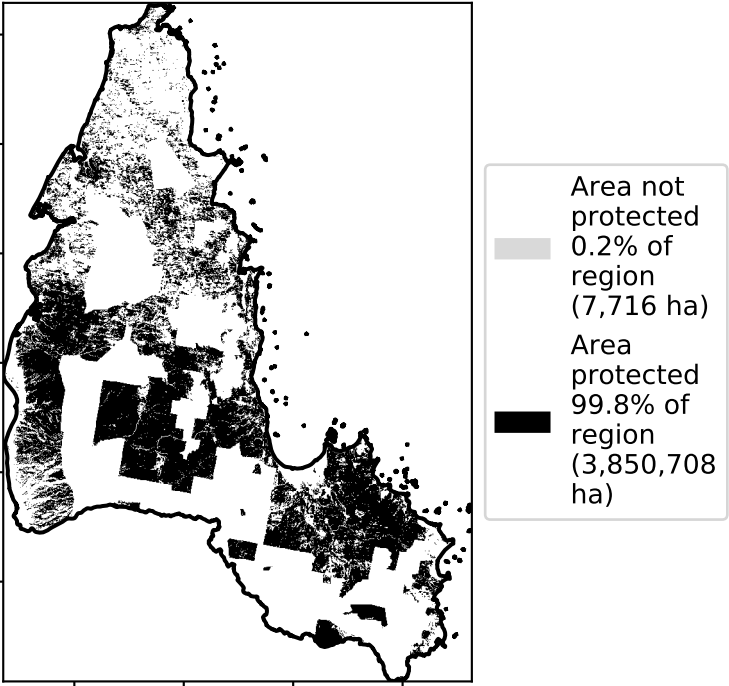 Area not
protected
0.2% of
region
(7,716 ha)
Area
protected
99.8% of
region
(3,850,708
ha)